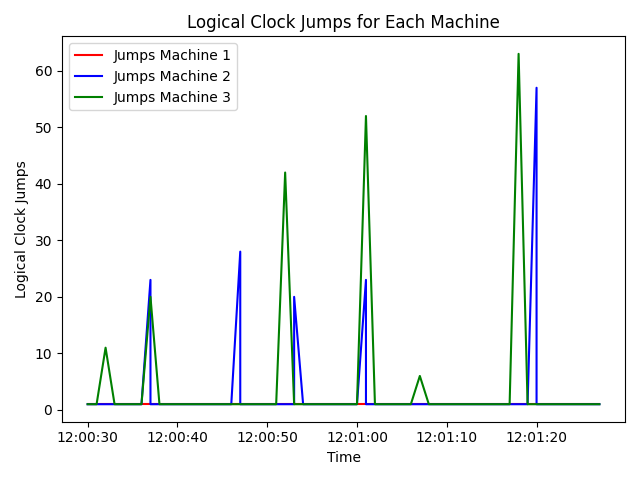 Logical Clock Jumps for Each Machine
Jumps Machine 1
Jumps Machine 2
Jumps Machine 3
Logical Clock Jumps
60
50
40
30
20
10
0
12:00:30 12:00:40 12:00:50 12:01:00 12:01:10 12:01:20
Time